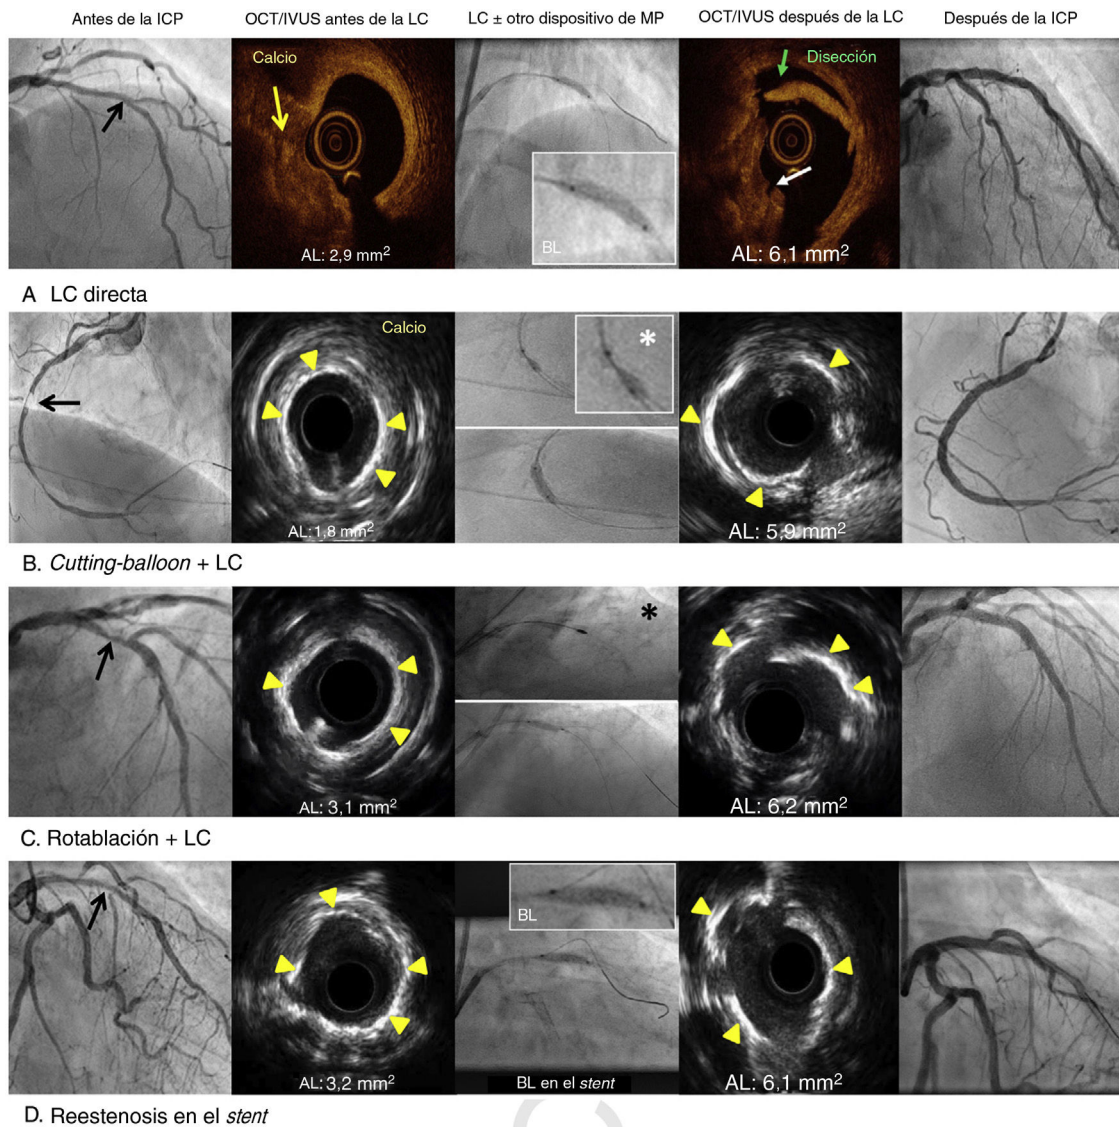 Antes de la ICP
OCT/IVUS antes de la LC
LC ± otro dispositivo de MP
OCT/IVUS después de la LC
Después de la ICP
Calcio
AL: 2,9 mm²
BL
Disección
AL: 6,1 mm²
A LC directa
Calcio
AL: 1,8 mm²
*
AL: 5,9 mm²
B. Cutting-balloon + LC
AL: 3,1 mm²
*
AL: 6,2 mm²
C. Rotablación + LC
AL: 3,2 mm²
BL
BL en el stent
AL: 6,1 mm²
D. Reestenosis en el stent